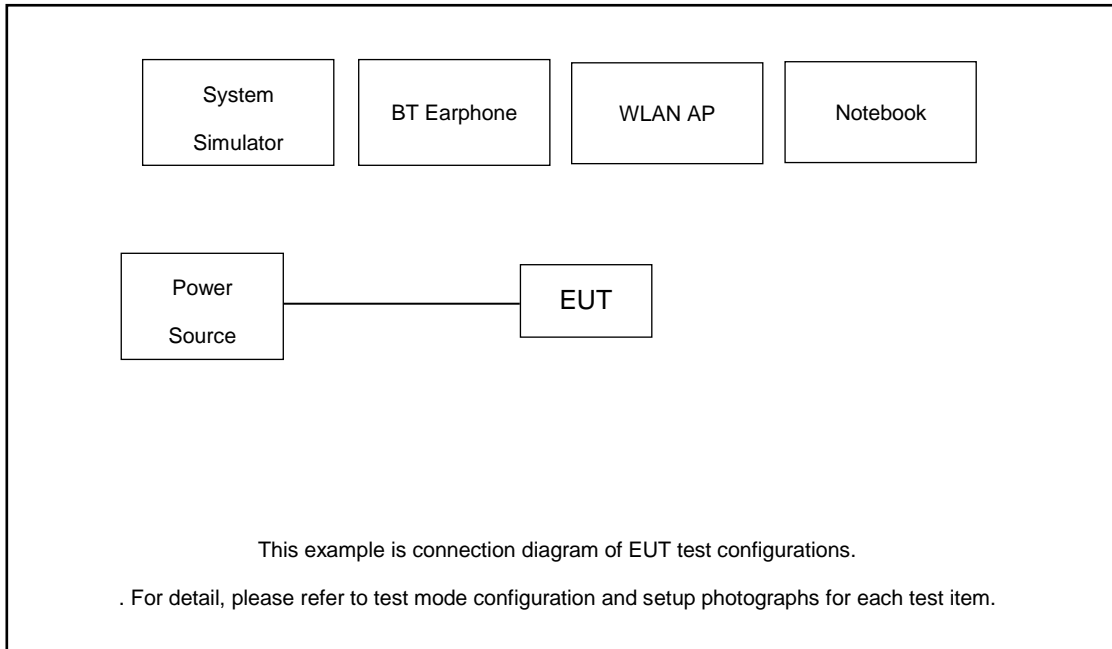 System
Simulator
BT Earphone
WLAN AP
Notebook
Power
Source
EUT
This example is connection diagram of EUT test configurations.
. For detail, please refer to test mode configuration and setup photographs for each test item.